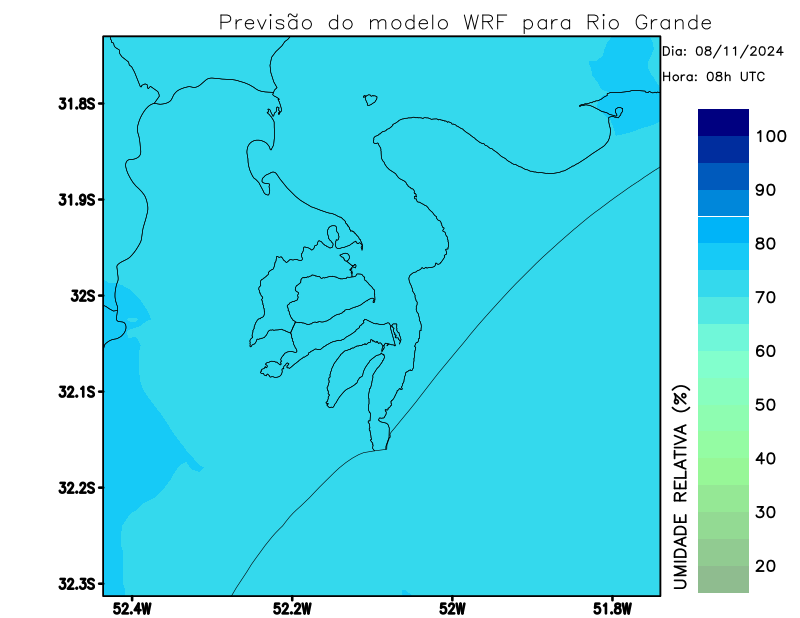 Previsão do modelo WRF para Rio Grande
Dia: 08/11/2024
Hora: 08h UTC
31.8S
31.9S
32S
32.1S
32.2S
32.3S
52.4W
52.2W
52W
51.8W
100
90
80
70
60
50
40
30
20
UMIDADE RELATIVA (%)